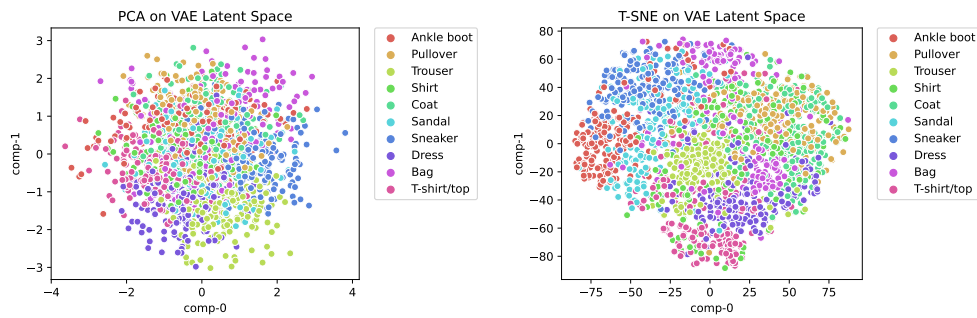 PCA on VAE Latent Space
comp-1
3
2
1
0
−1
−2
−3
−4
−2
0
2
4
comp-0
Ankle boot
Pullover
Trouser
Shirt
Coat
Sandal
Sneaker
Dress
Bag
T-shirt/top
T-SNE on VAE Latent Space
comp-1
80
60
40
20
0
−20
−40
−60
−80
−75
−50
−25
0
25
50
75
comp-0
Ankle boot
Pullover
Trouser
Shirt
Coat
Sandal
Sneaker
Dress
Bag
T-shirt/top